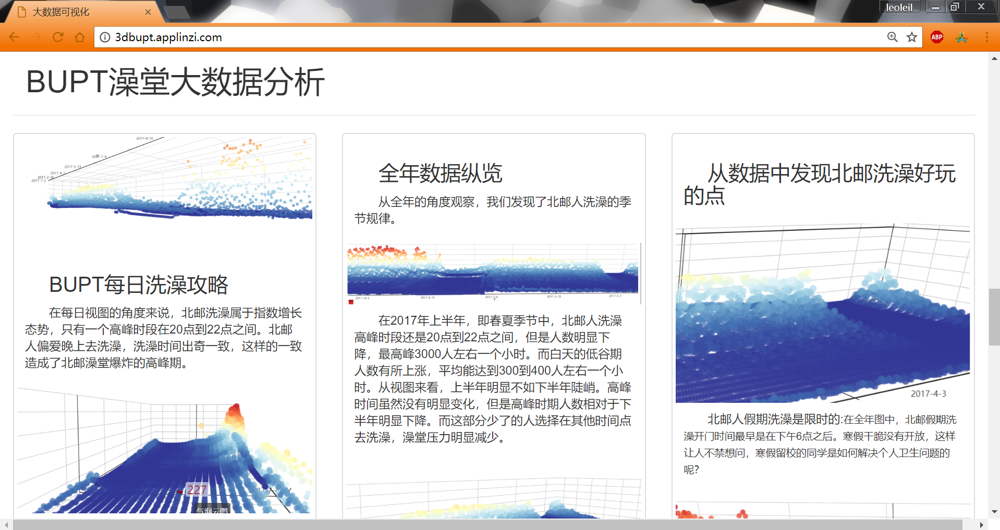 大数据可视化
leoleil
3dbupt.applinzi.com
ABP
BUPT澡堂大数据分析
2017-8-19
2017-7-4
2017-5-19
2017-4-3
2017-2-16
2017-1-2
BUPT每日洗澡攻略
在每日视图的角度来说，北邮洗澡属于指数增长
态势，只有一个高峰时段在20点到22点之间。北邮
人偏爱晚上去洗澡，洗澡时间出奇一致，这样的一致
造成了北邮澡堂爆炸的高峰期。
227
气泡云图
全年数据纵览
从全年的角度观察，我们发现了北邮人洗澡的季
节规律。
2017-10-4
2017-8-19
2017-7-4
2017-5-19
2017-4-3
Y
在2017年上半年，即春夏季节中，北邮人洗澡
高峰时段还是20点到22点之间，但是人数明显下
降，最高峰3000人左右一个小时。而白天的低谷期
人数有所上涨，平均能达到300到400人左右一个小
时。从视图来看，上半年明显不如下半年陡峭。高峰
时间虽然没有明显变化，但是高峰时期人数相对于下
半年明显下降。而这部分少了的人选择在其他时间点
去洗澡，澡堂压力明显减少。
从数据中发现北邮洗澡好玩
的点
2017-4-3
北邮人假期洗澡是限时的:在全年图中，北邮假期洗
澡开门时间最早是在下午6点之后。寒假干脆没有开放，这样
让人不禁想问，寒假留校的同学是如何解决个人卫生问题的
呢?